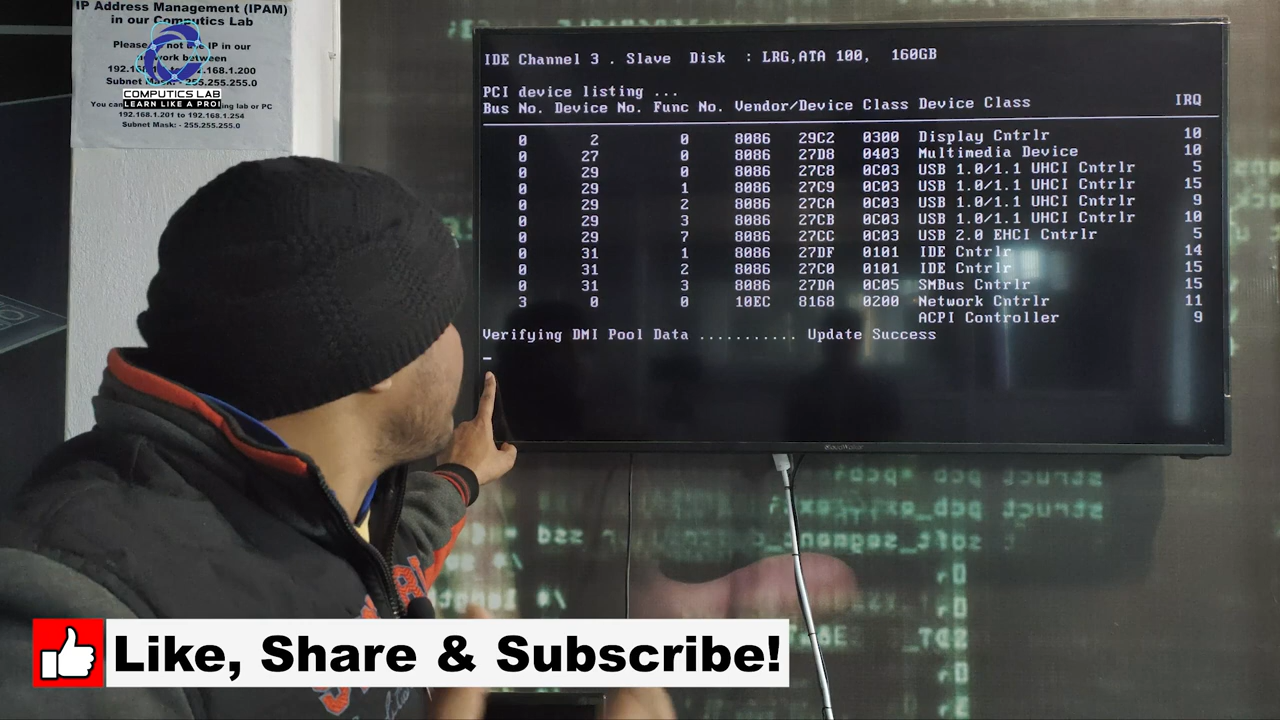 IP Address Management (IPAM)
in our Computics Lab
Please not IP in our
network between
192.168.1.200
Subnet Mask: - 255.255.255.0
COMPUTICS LAB
LEARN LIKE A PRO!
You lab or PC
192.168.1.201 to 192.168.1.254
Subnet Mask: - 255.255.255.0
IDE Channel 3 . Slave Disk : LRG,ATA 100, 160GB
PCI device listing ...
Bus No. Device No. Func No. Vendor/Device Class Device Class IRQ
0 2 0 8086 29C2 0300 Display Cntrlr 10
0 27 0 8086 27D8 0403 Multimedia Device 10
0 29 0 8086 27C8 0C03 USB 1.0/1.1 UHCI Cntrlr 5
0 29 1 8086 27C9 0C03 USB 1.0/1.1 UHCI Cntrlr 15
0 29 2 8086 27CA 0C03 USB 1.0/1.1 UHCI Cntrlr 9
0 29 3 8086 27CB 0C03 USB 1.0/1.1 UHCI Cntrlr 10
0 29 7 8086 27CC 0C03 USB 2.0 EHCI Cntrlr 5
0 31 1 8086 27DF 0101 IDE Cntrlr 14
0 31 2 8086 27C0 0101 IDE Cntrlr 15
0 31 3 8086 27DA 0C05 SMBus Cntrlr 15
3 0 0 10EC 8168 0200 Network Cntrlr 11
ACPI Controller 9
Verifying DMI Pool Data ........... Update Success
_
Like, Share & Subscribe!